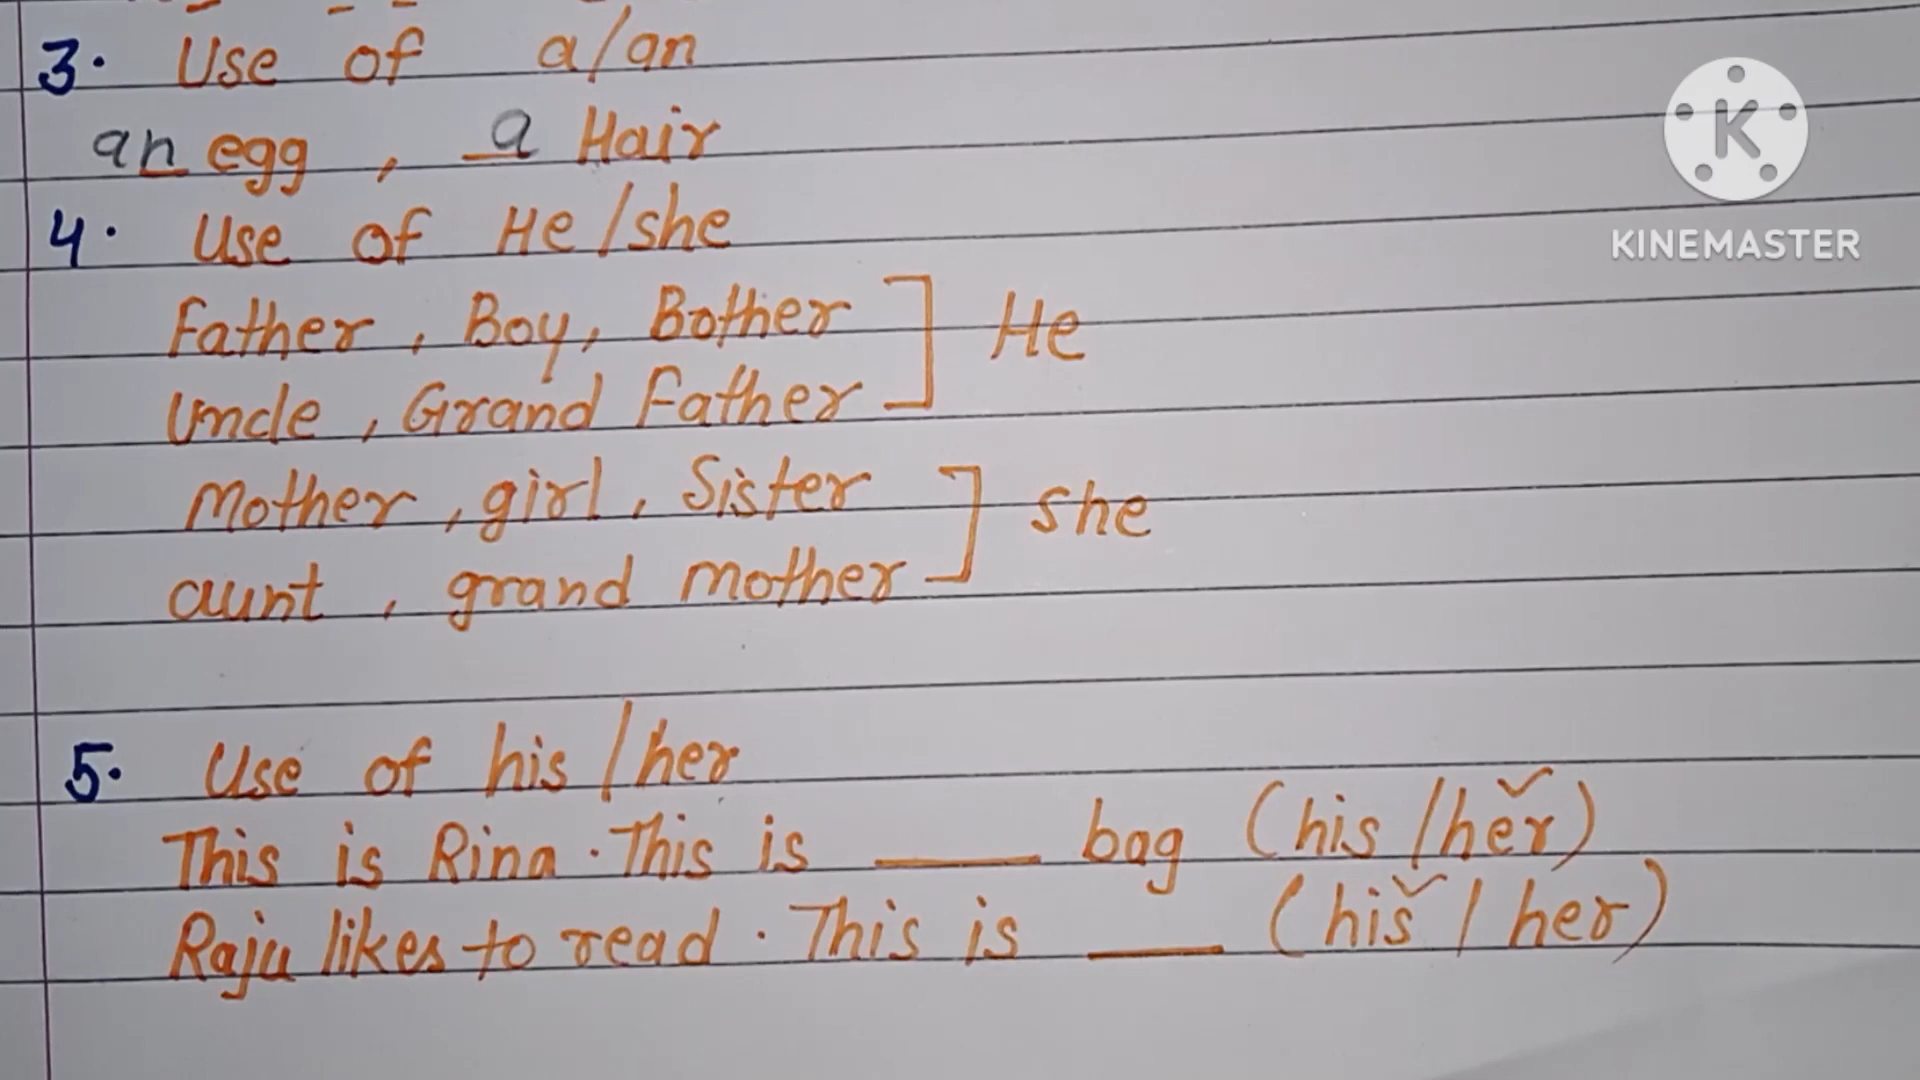 3. Use of a/an
an egg, a Hair
4. Use of He/she
Father, Boy, Bother
Uncle, Grand Father
He
Mother, girl, Sister
aunt, grand mother
she
5. Use of his/her
This is Rina. This is ___ bag (his/her)
Raju likes to read. This is ___ (his/her)
K
KINEMASTER